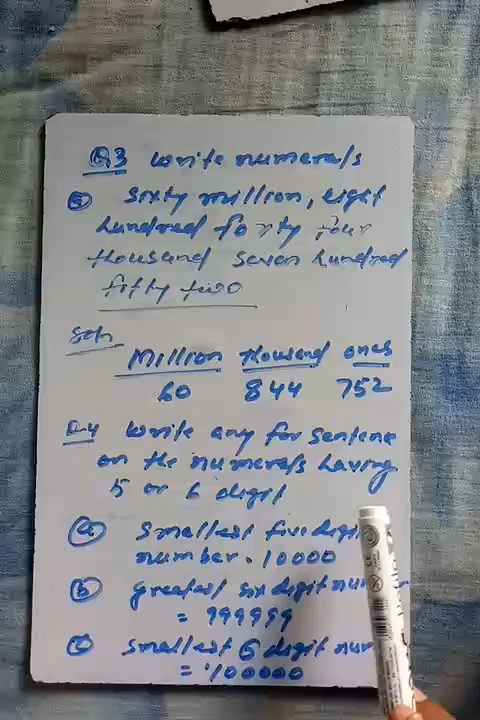 Q3 Write numerals
(a) Sixty million, eight
hundred forty four
thousand seven hundred
fifty two
Soln
Million thousand ones
60 844 752
Q.4 Write any for sentene
on the numerals having
5 or 6 digit
(a) Smallest five digit
number. 10000
(b) greatest six digit
= 999999
(c) Smallest 6 digit
= 100000